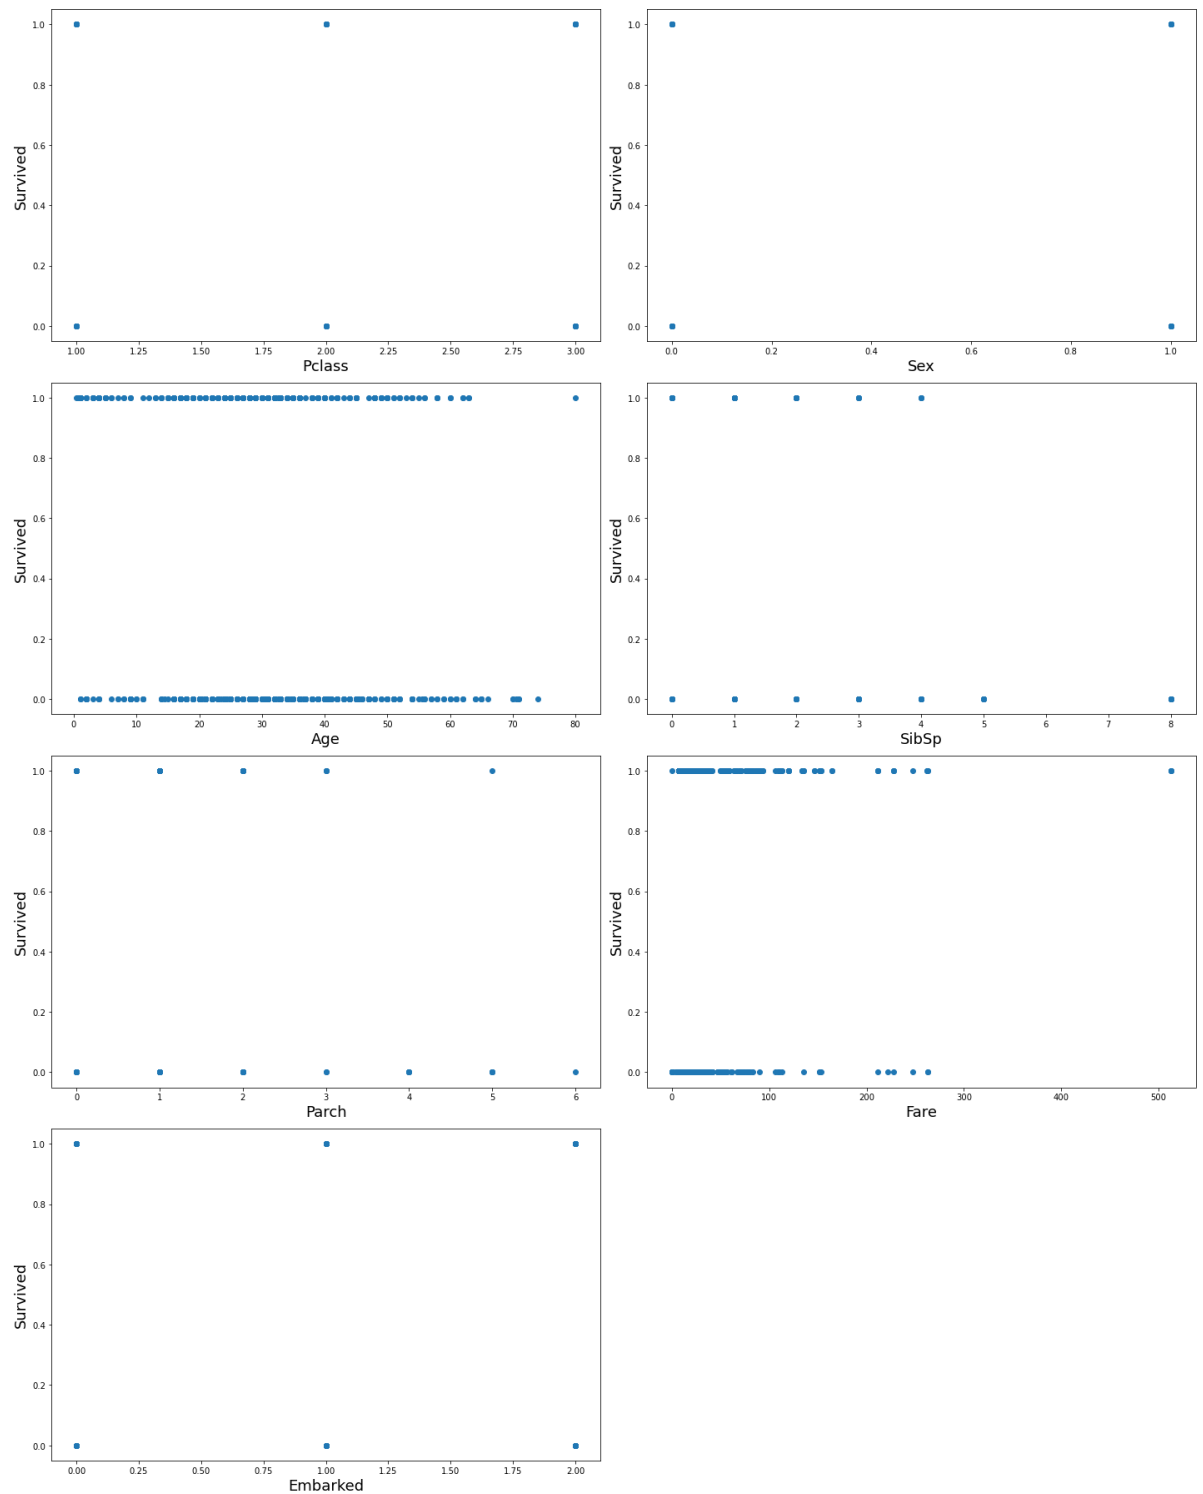 1.0 0.8 0.6 0.4 0.2 0.0
Survived
1.00 1.25 1.50 1.75 2.00 2.25 2.50 2.75 3.00
Pclass
1.0 0.8 0.6 0.4 0.2 0.0
Survived
0.0 0.2 0.4 0.6 0.8 1.0
Sex
1.0 0.8 0.6 0.4 0.2 0.0
Survived
0 10 20 30 40 50 60 70 80
Age
1.0 0.8 0.6 0.4 0.2 0.0
Survived
0 1 2 3 4 5 6 7 8
SibSp
1.0 0.8 0.6 0.4 0.2 0.0
Survived
0 1 2 3 4 5 6
Parch
1.0 0.8 0.6 0.4 0.2 0.0
Survived
0 100 200 300 400 500
Fare
1.0 0.8 0.6 0.4 0.2 0.0
Survived
0.00 0.25 0.50 0.75 1.00 1.25 1.50 1.75 2.00
Embarked